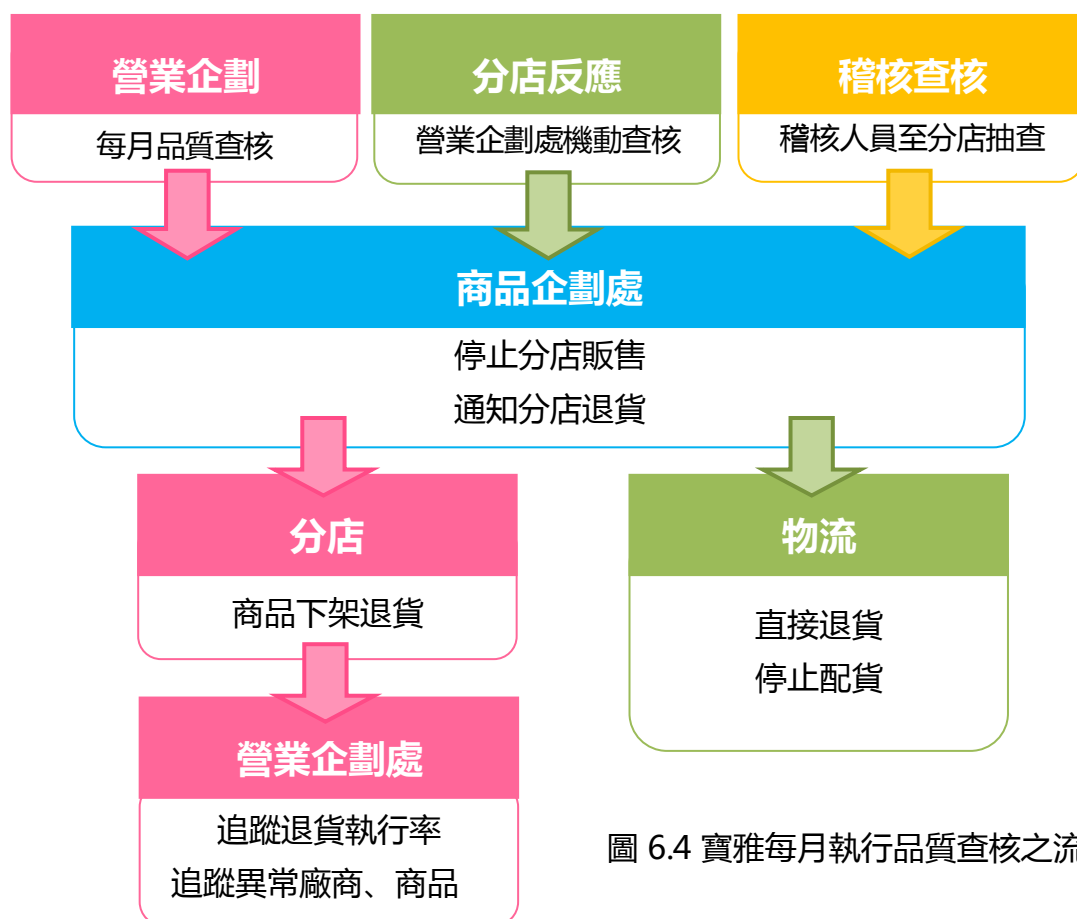 營業企劃
每月品質查核
分店反應
營業企劃處機動查核
稽核查核
稽核人員至分店抽查
商品企劃處
停止分店販售
通知分店退貨
分店
商品下架退貨
物流
直接退貨
停止配貨
營業企劃處
追蹤退貨執行率
追蹤異常廠商、商品
圖 6.4 寶雅每月執行品質查核之流